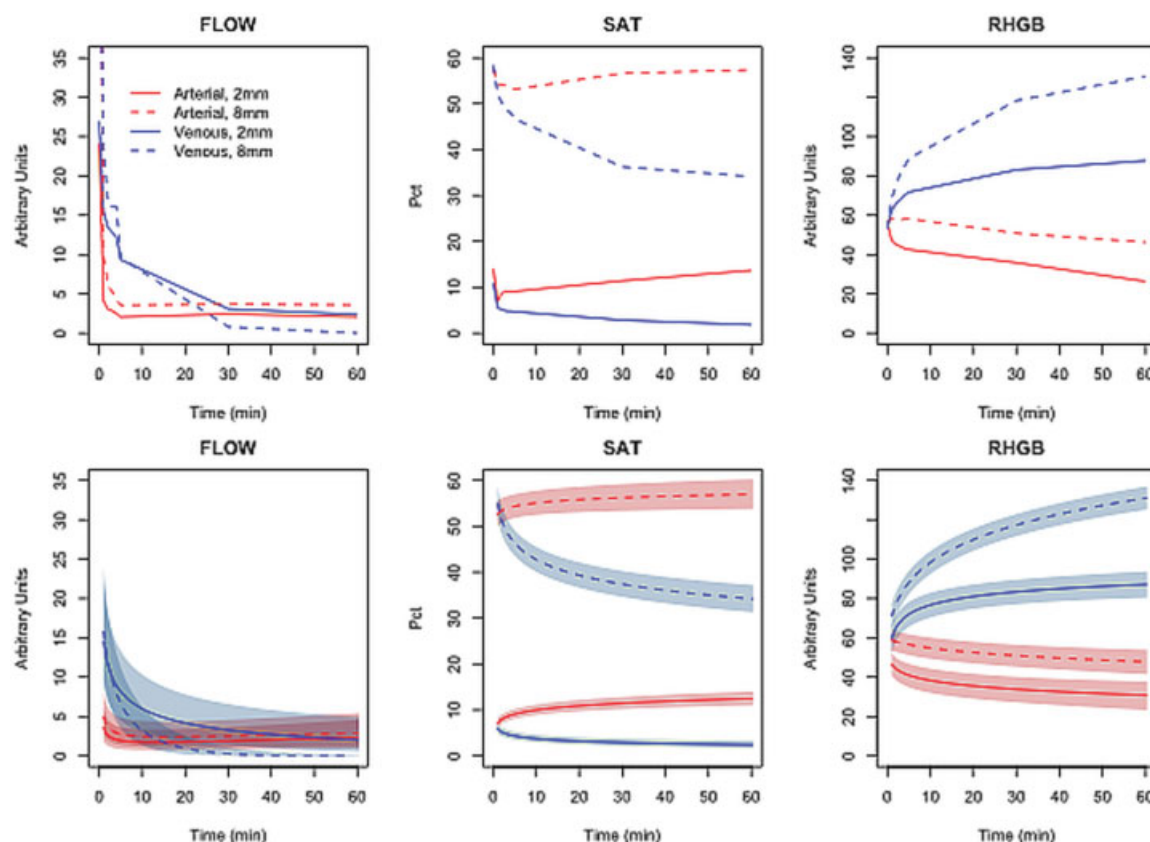 FLOW
35
30
25
20
15
10
5
0
Arbitrary Units
Arterial, 2mm
Arterial, 8mm
Venous, 2mm
Venous, 8mm
0 10 20 30 40 50 60
Time (min)
SAT
60
50
40
30
20
10
0
Pct
0 10 20 30 40 50 60
Time (min)
RHGB
140
100
80
60
40
20
0
Arbitrary Units
0 10 20 30 40 50 60
Time (min)
FLOW
35
30
25
20
15
10
5
0
Arbitrary Units
0 10 20 30 40 50 60
Time (min)
SAT
60
50
40
30
20
10
0
Pct
0 10 20 30 40 50 60
Time (min)
RHGB
140
100
80
60
40
20
0
Arbitrary Units
0 10 20 30 40 50 60
Time (min)